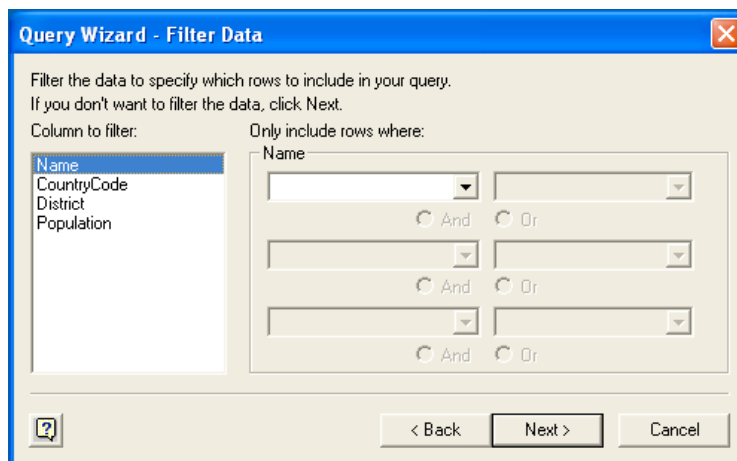 Query Wizard - Filter Data
Filter the data to specify which rows to include in your query.
If you don't want to filter the data, click Next.
Column to filter: Only include rows where:
Name
Name
CountryCode
District
Population
And Or
And Or
And Or
< Back Next > Cancel